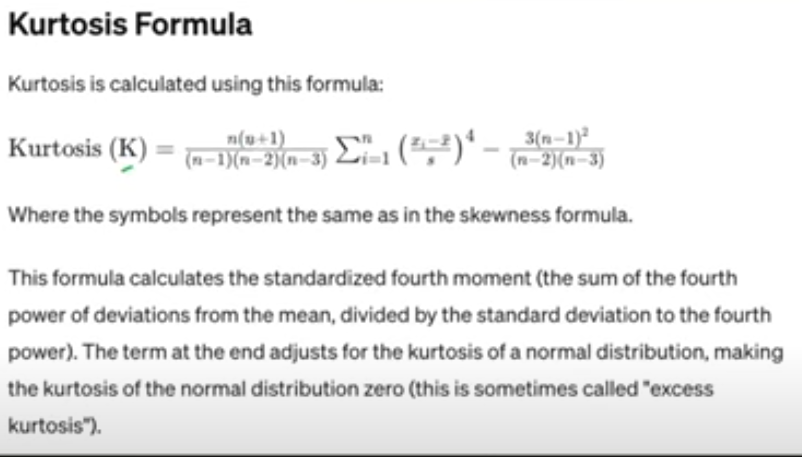 Kurtosis Formula
Kurtosis is calculated using this formula:
Kurtosis (K) = n(n+1)/(n−1)(n−2)(n−3) ∑ⁿᵢ₌₁ (xᵢ−x̄/s)⁴ − 3(n−1)²/(n−2)(n−3)
Where the symbols represent the same as in the skewness formula.
This formula calculates the standardized fourth moment (the sum of the fourth
power of deviations from the mean, divided by the standard deviation to the fourth
power). The term at the end adjusts for the kurtosis of a normal distribution, making
the kurtosis of the normal distribution zero (this is sometimes called "excess
kurtosis").